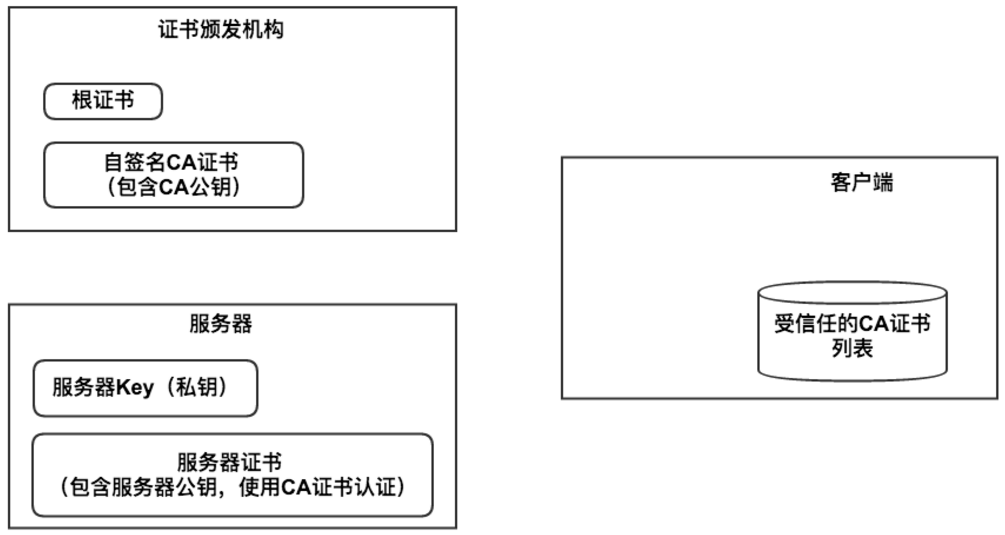 证书颁发机构
根证书
自签名CA证书
（包含CA公钥）
客户端
受信任的CA证书
列表
服务器
服务器Key（私钥）
服务器证书
（包含服务器公钥，使用CA证书认证）